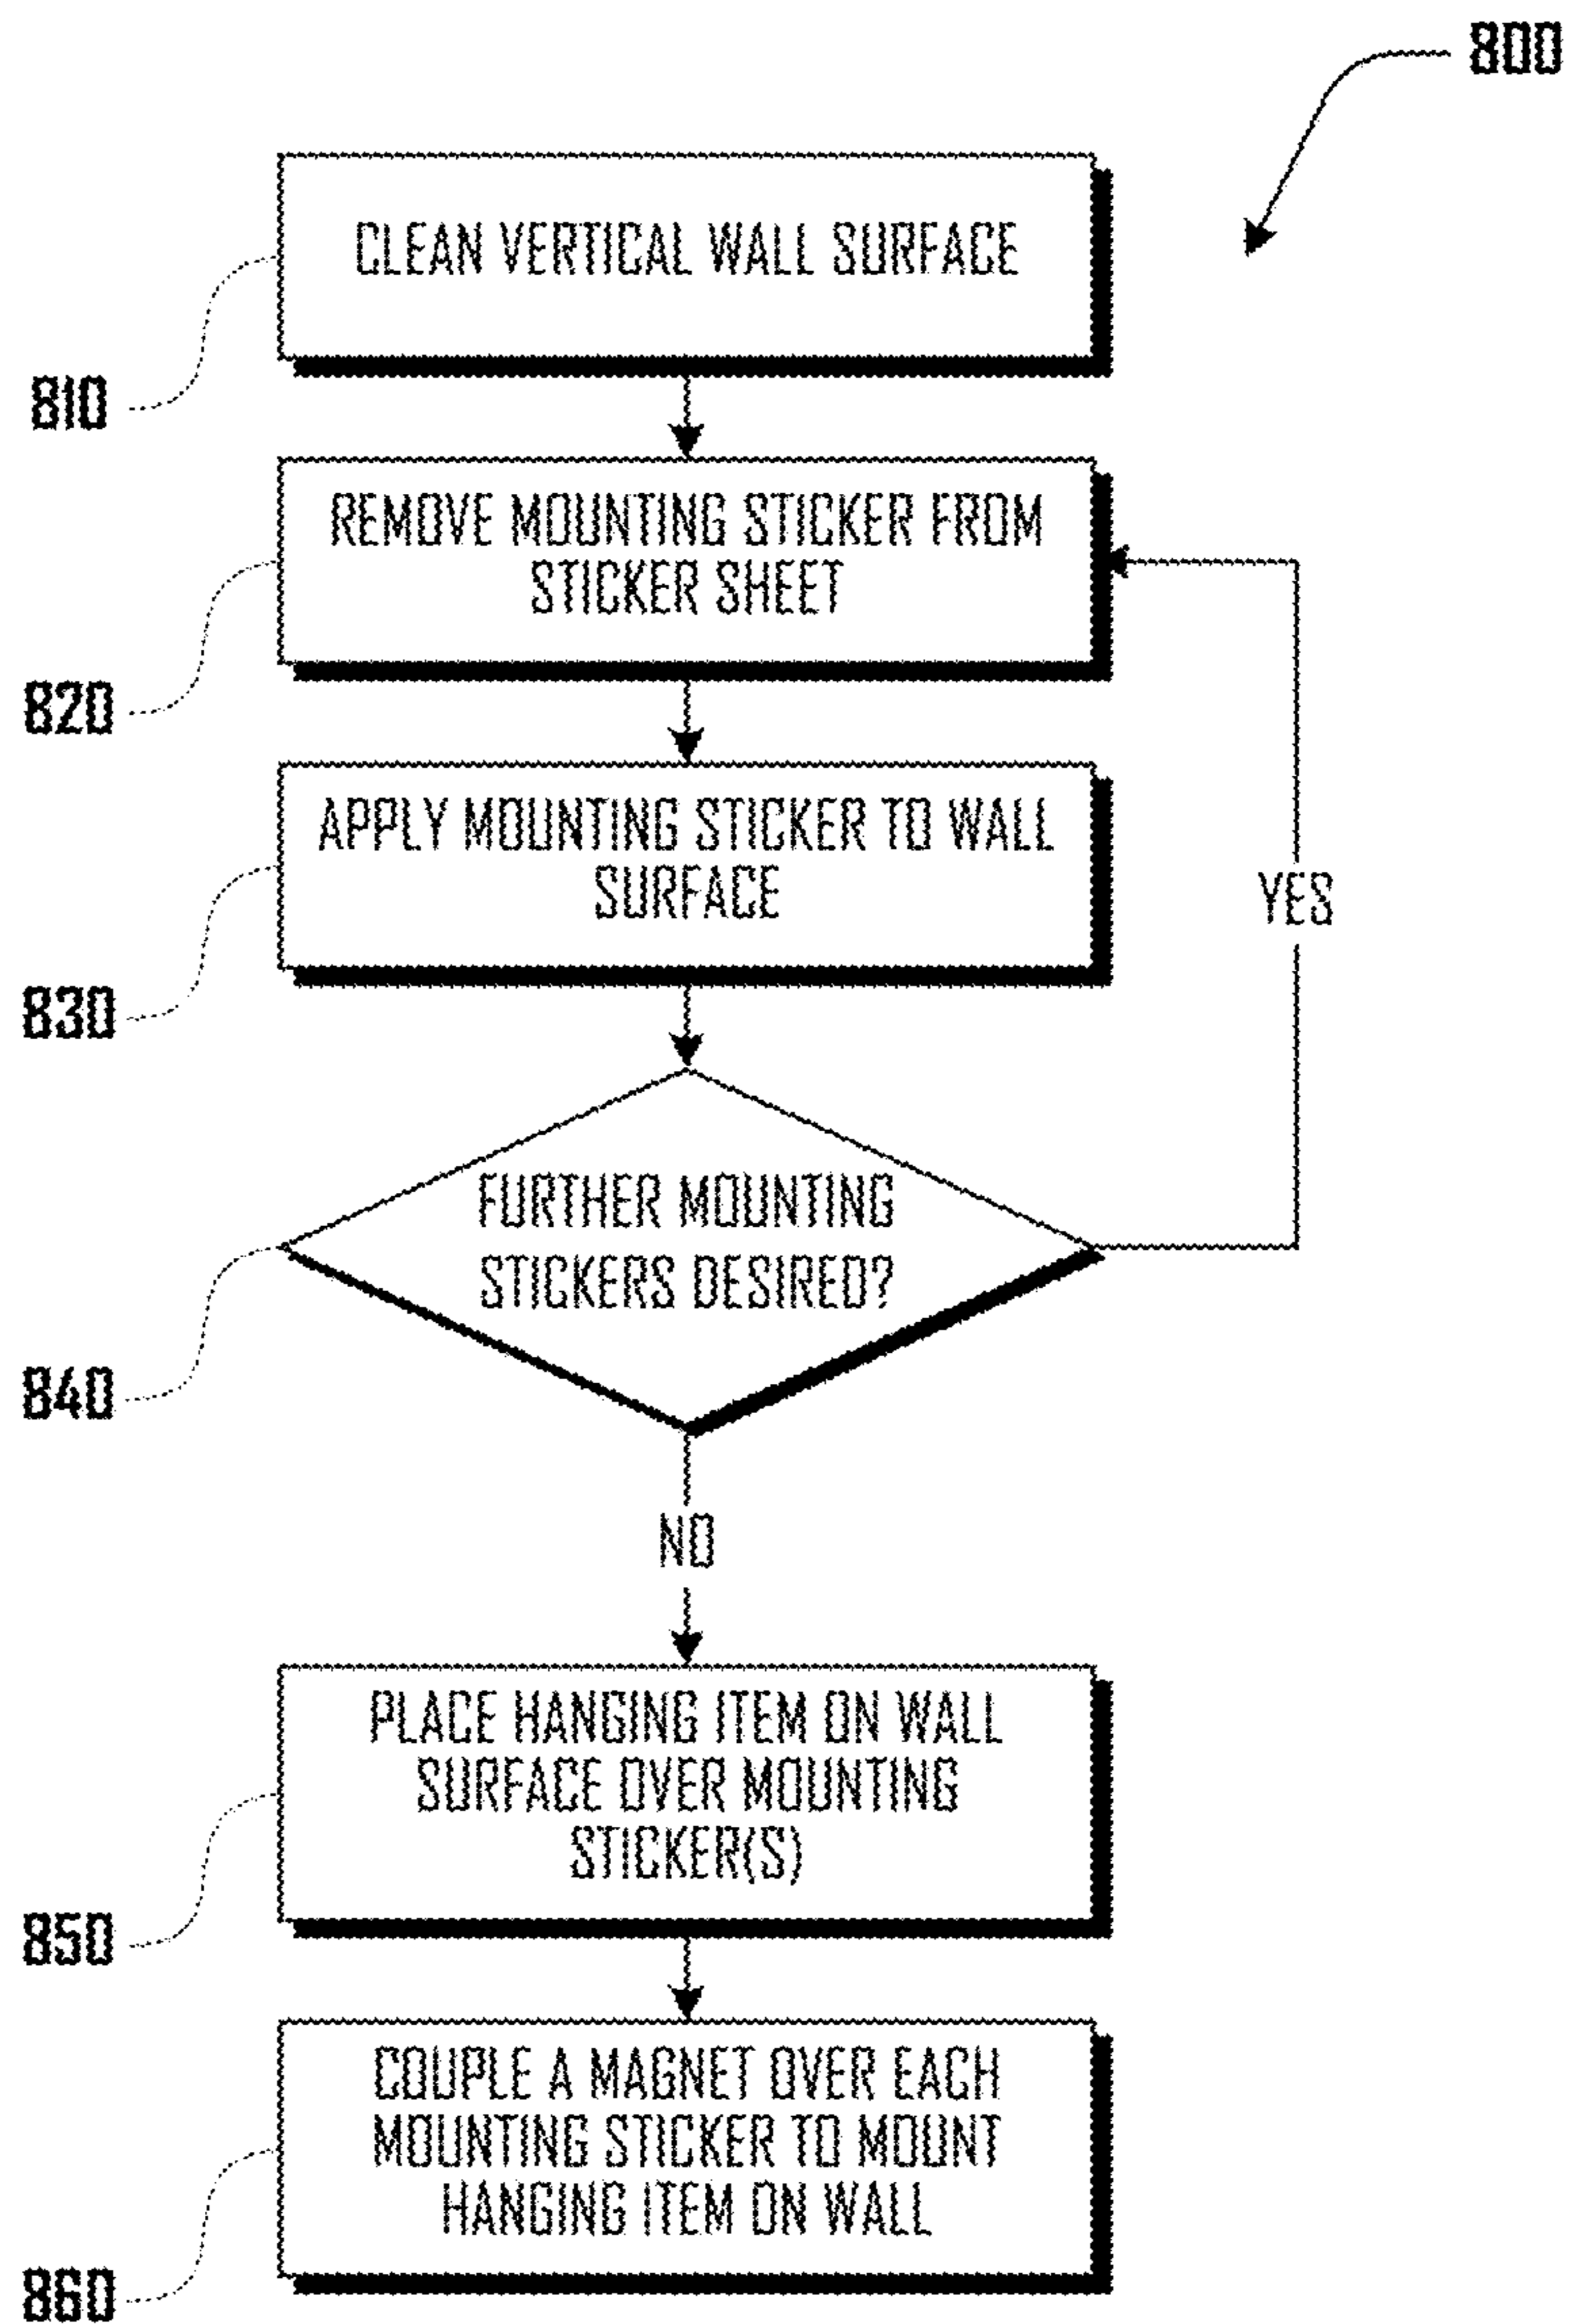 800
CLEAN VERTICAL WALL SURFACE
810
REMOVE MOUNTING STICKER FROM
STICKER SHEET
820
APPLY MOUNTING STICKER TO WALL
SURFACE
830
YES
FURTHER MOUNTING
STICKERS DESIRED?
840
NO
PLACE HANGING ITEM ON WALL
SURFACE OVER MOUNTING
STICKER(S)
850
COUPLE A MAGNET OVER EACH
MOUNTING STICKER TO MOUNT
HANGING ITEM ON WALL
860